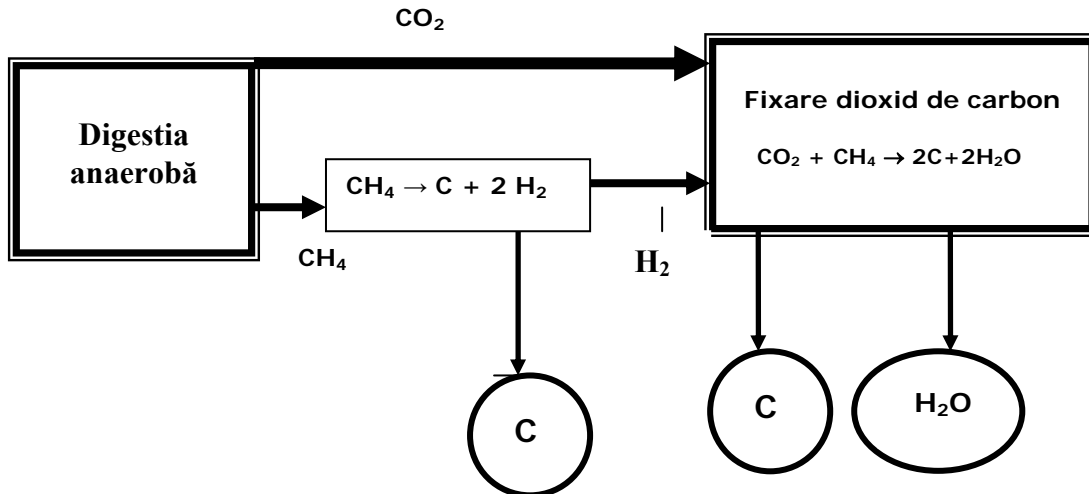 CO₂
Digestia
anaerobă
CH₄ → C + 2 H₂
CH₄
H₂
Fixare dioxid de carbon
CO₂ + CH₄ → 2C+2H₂O
C
C
H₂O